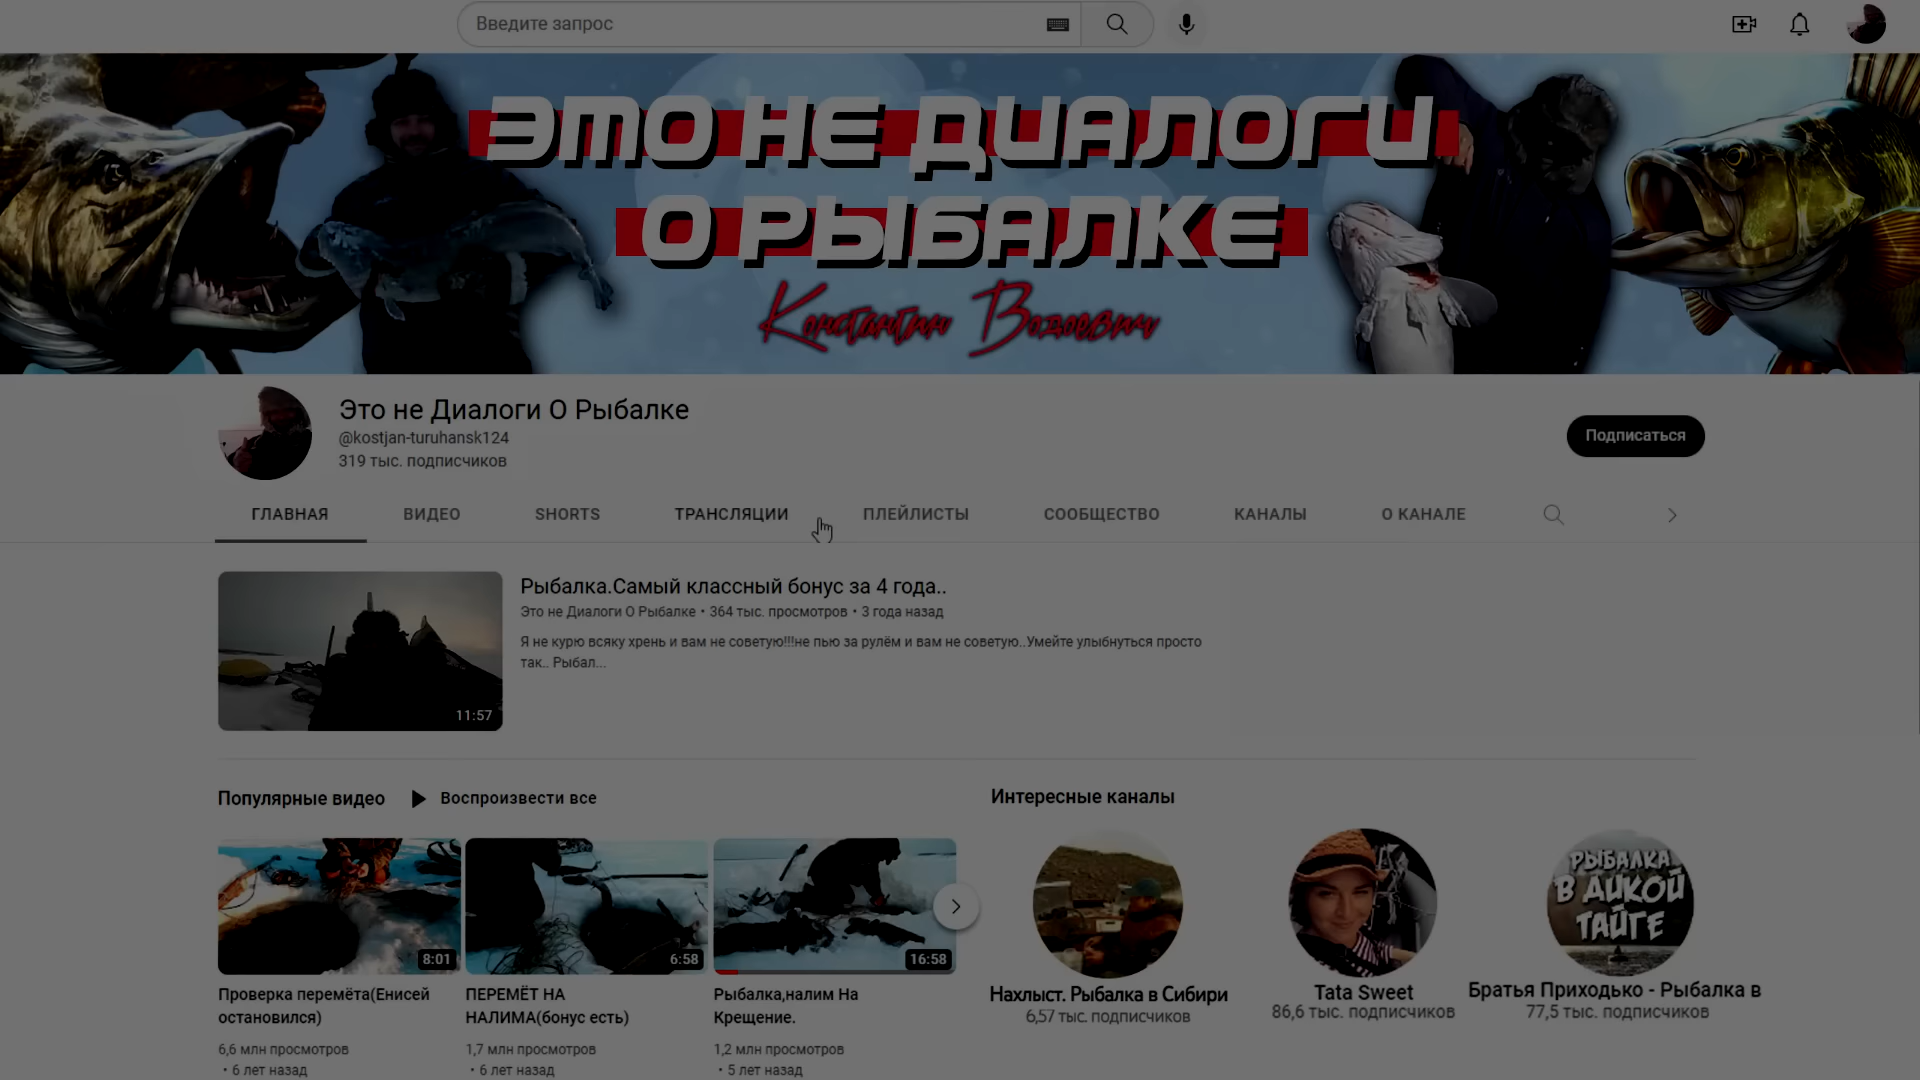 Введите запрос
ЭТО НЕ ДИАЛОГИ
О РЫБАЛКЕ
Константин Водоевич
Это не Диалоги О Рыбалке
@kostjan-turuhansk124
319 тыс. подписчиков
Подписаться
ГЛАВНАЯ ВИДЕО SHORTS ТРАНСЛЯЦИИ ПЛЕЙЛИСТЫ СООБЩЕСТВО КАНАЛЫ О КАНАЛЕ
Рыбалка.Самый классный бонус за 4 года..
Это не Диалоги О Рыбалке • 364 тыс. просмотров • 3 года назад
Я не курю всяку хрень и вам не советую!!!не пью за рулём и вам не советую..Умейте улыбнуться просто
так.. Рыбал...
11:57
Популярные видео Воспроизвести все
8:01
Проверка перемёта(Енисей
остановился)
6,6 млн просмотров
• 6 лет назад
6:58
ПЕРЕМЁТ НА
НАЛИМА(бонус есть)
1,7 млн просмотров
• 6 лет назад
16:58
Рыбалка,налим На
Крещение.
1,2 млн просмотров
• 5 лет назад
Интересные каналы
Нахлыст. Рыбалка в Сибири
6,57 тыс. подписчиков
Tata Sweet
86,6 тыс. подписчиков
РЫБАЛКА
В ДИКОЙ
ТАЙГЕ
Братья Приходько - Рыбалка в
77,5 тыс. подписчиков